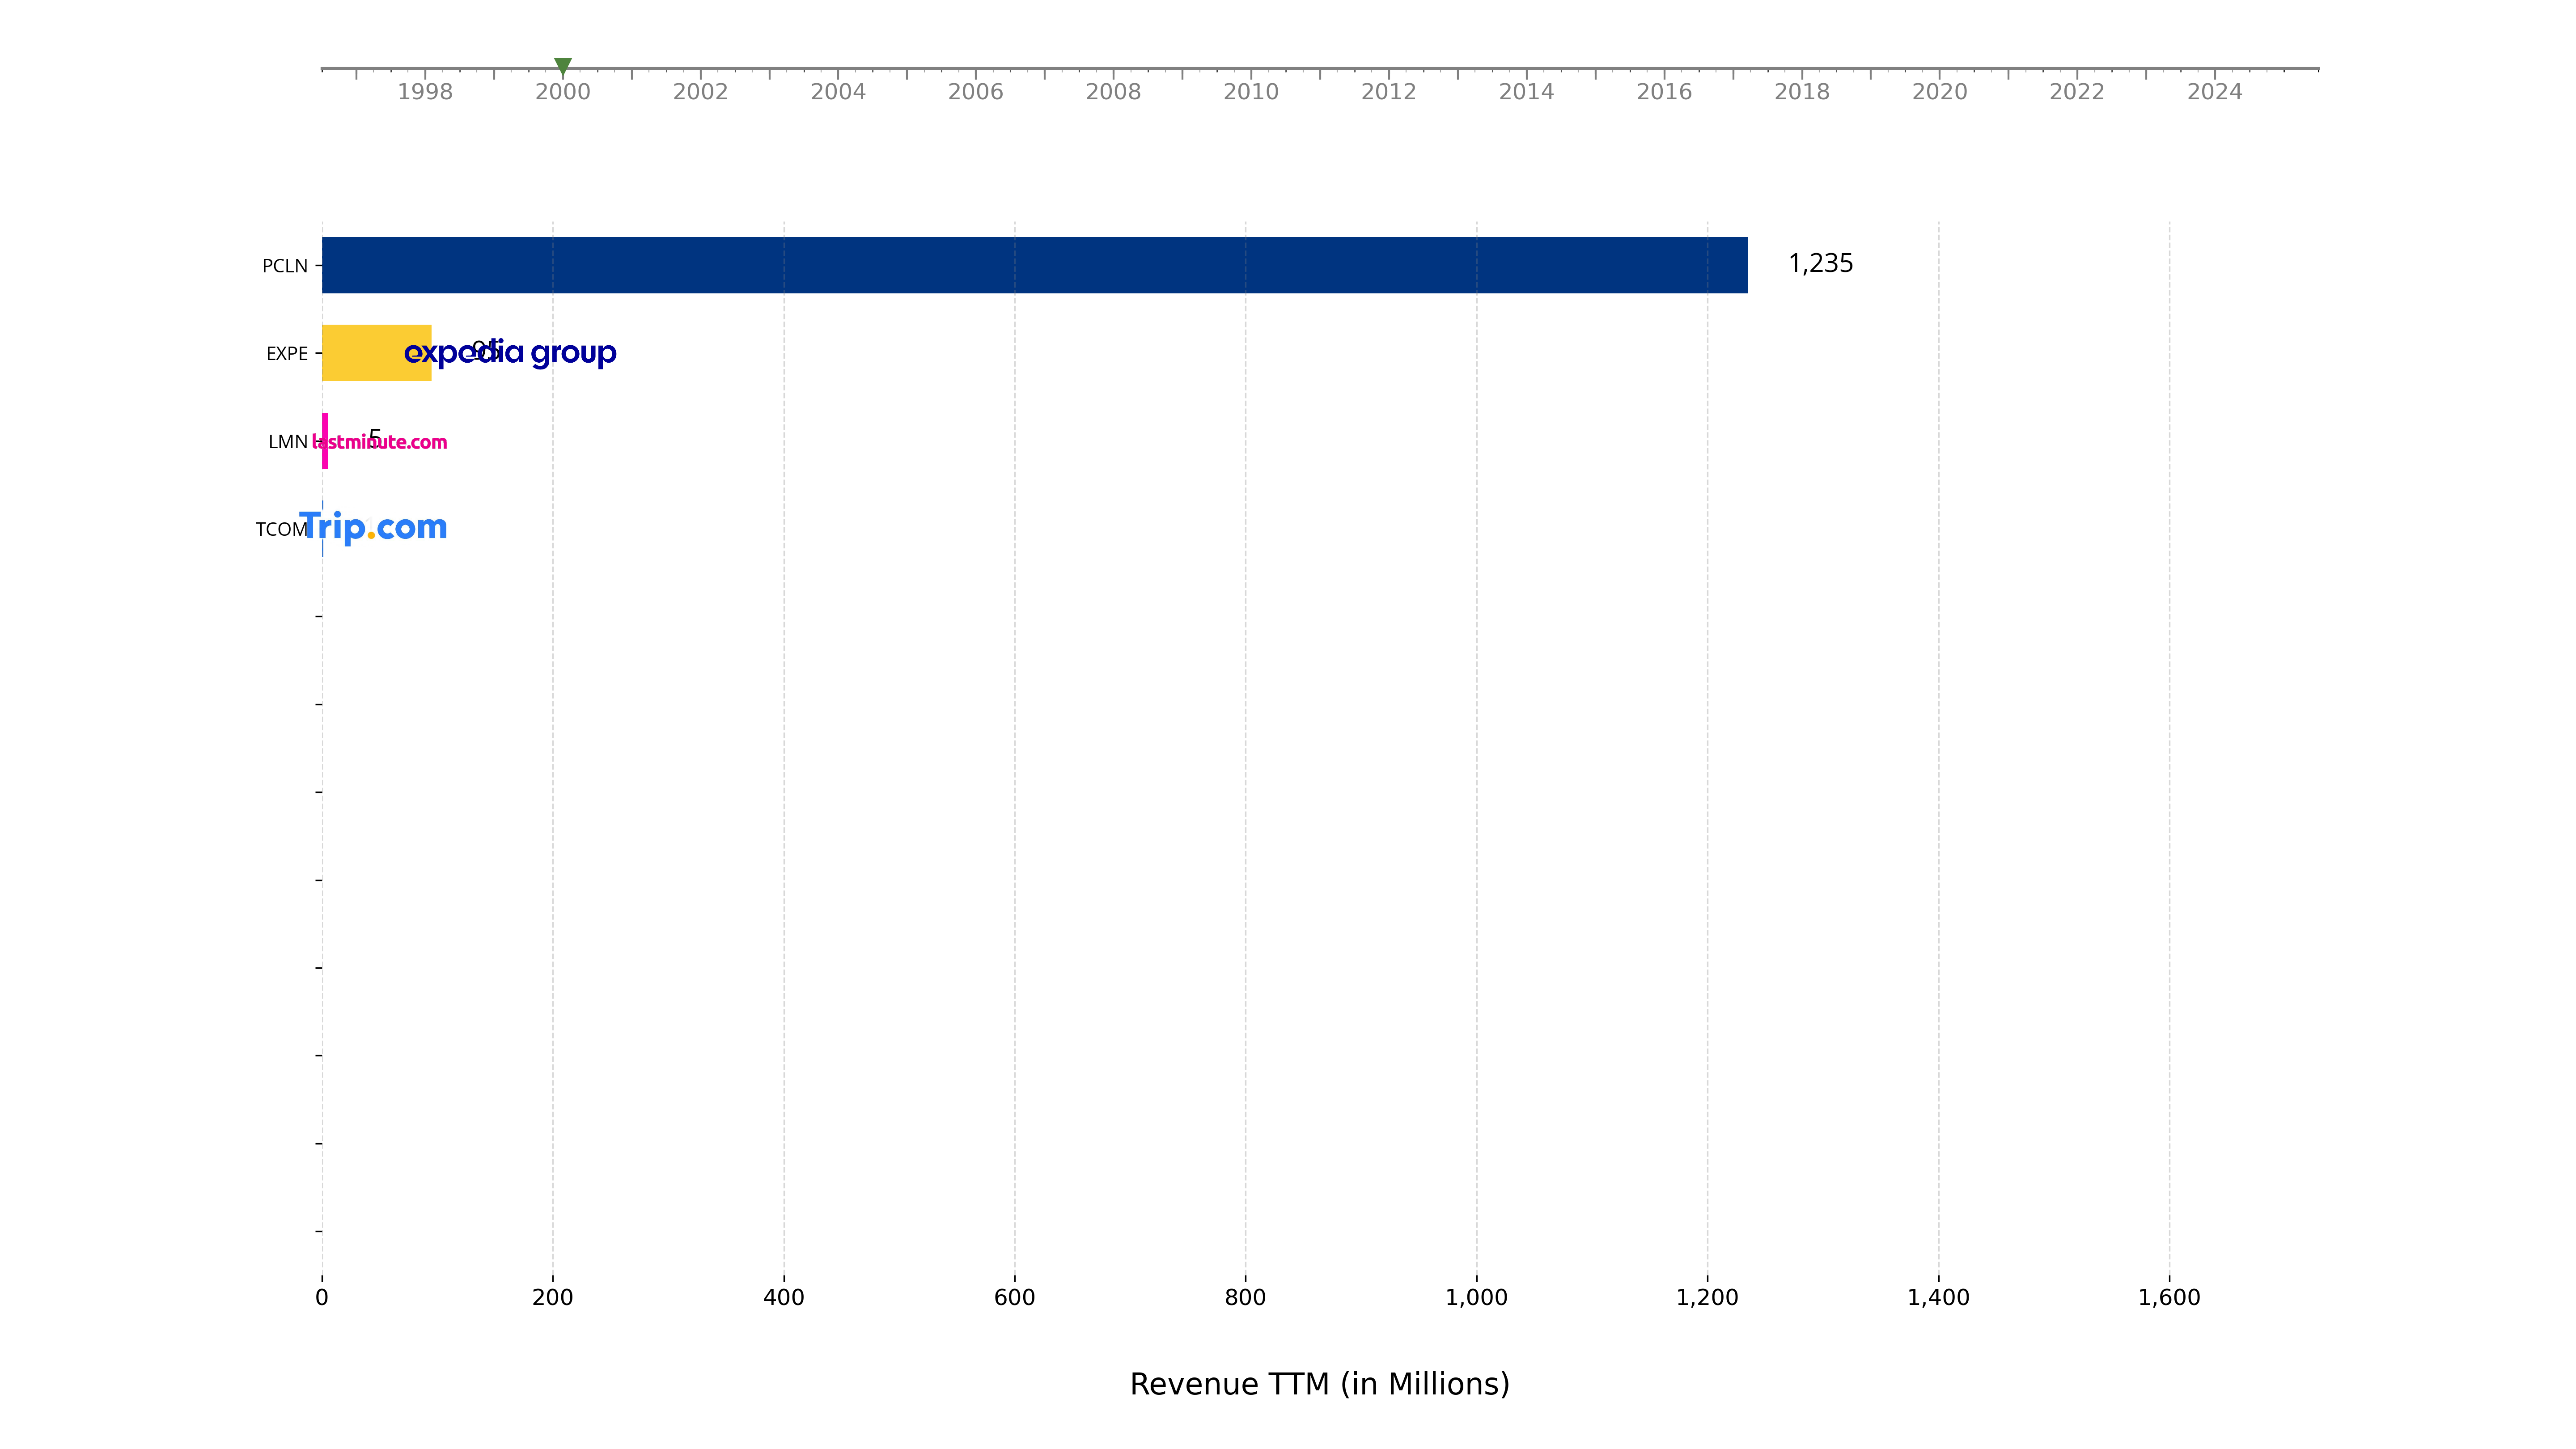 1998 2000 2002 2004 2006 2008 2010 2012 2014 2016 2018 2020 2022 2024
PCLN 1,235
EXPE 95 expedia group
LMN 5 lastminute.com
TCOM Trip.com
0 200 400 600 800 1,000 1,200 1,400 1,600
Revenue TTM (in Millions)